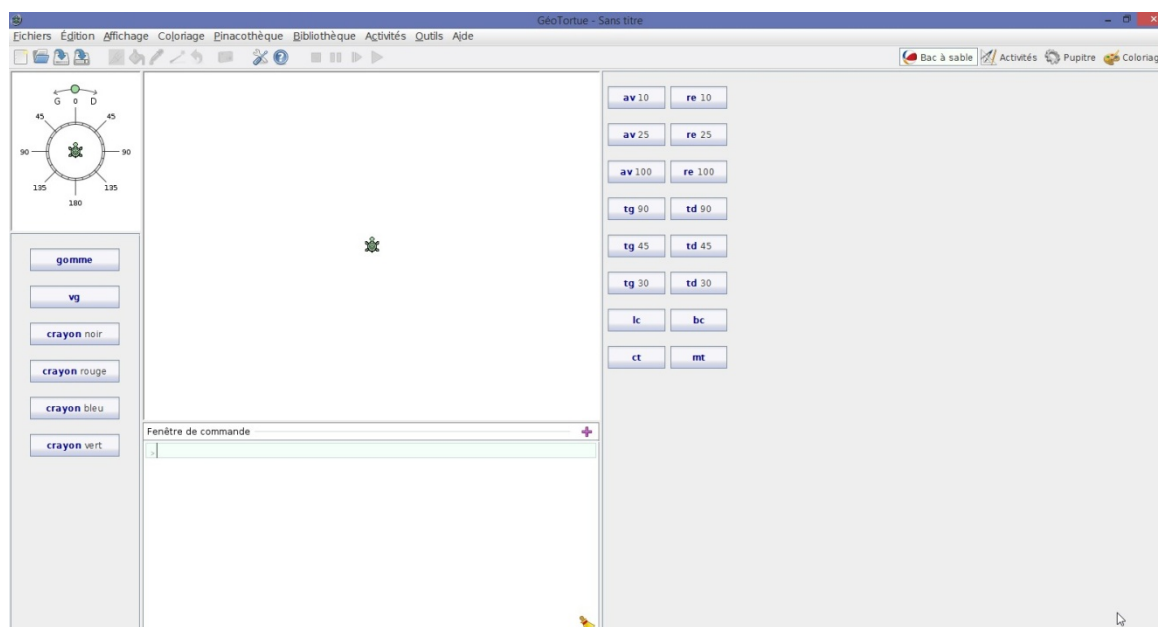 GéoTortue - Sans titre
Fichiers Édition Affichage Coloriage Pinacothèque Bibliothèque Activités Outils Aide
Bac à sable Activités Pupitre Coloriag
G 0 D
45 45
90 90
135 135
180
gomme
vg
crayon noir
crayon rouge
crayon bleu
crayon vert
Fenêtre de commande
>
av 10 re 10
av 25 re 25
av 100 re 100
tg 90 td 90
tg 45 td 45
tg 30 td 30
lc bc
ct mt